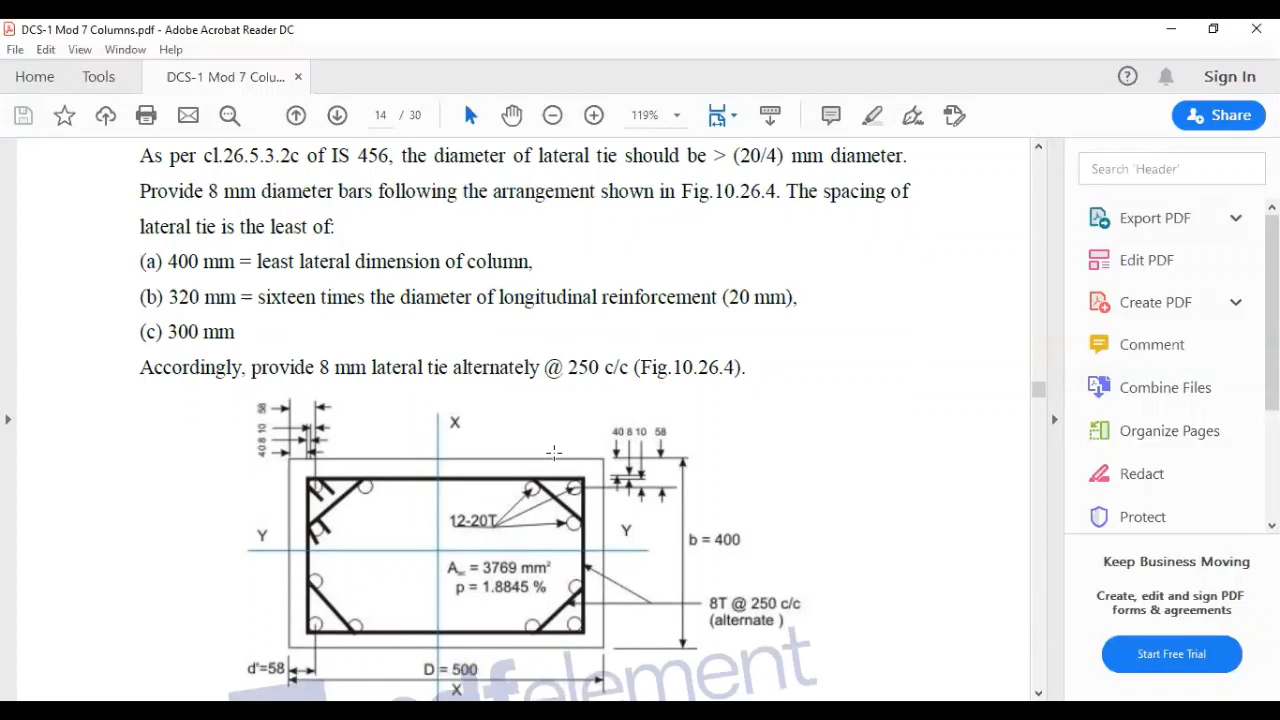 DCS-1 Mod 7 Columns.pdf - Adobe Acrobat Reader DC
File Edit View Window Help
Home Tools DCS-1 Mod 7 Colu... × Sign In
14 / 30 119% Share
As per cl.26.5.3.2c of IS 456, the diameter of lateral tie should be > (20/4) mm diameter.
Provide 8 mm diameter bars following the arrangement shown in Fig.10.26.4. The spacing of
lateral tie is the least of:
(a) 400 mm = least lateral dimension of column,
(b) 320 mm = sixteen times the diameter of longitudinal reinforcement (20 mm),
(c) 300 mm
Accordingly, provide 8 mm lateral tie alternately @ 250 c/c (Fig.10.26.4).
58
40 8 10
X
40 8 10 58
12-20T
Y
Y
b = 400
Asc = 3769 mm²
p = 1.8845 %
8T @ 250 c/c
(alternate )
d'=58
D = 500
X
pdfelement
Search 'Header'
Export PDF
Edit PDF
Create PDF
Comment
Combine Files
Organize Pages
Redact
Protect
Keep Business Moving
Create, edit and sign PDF
forms & agreements
Start Free Trial